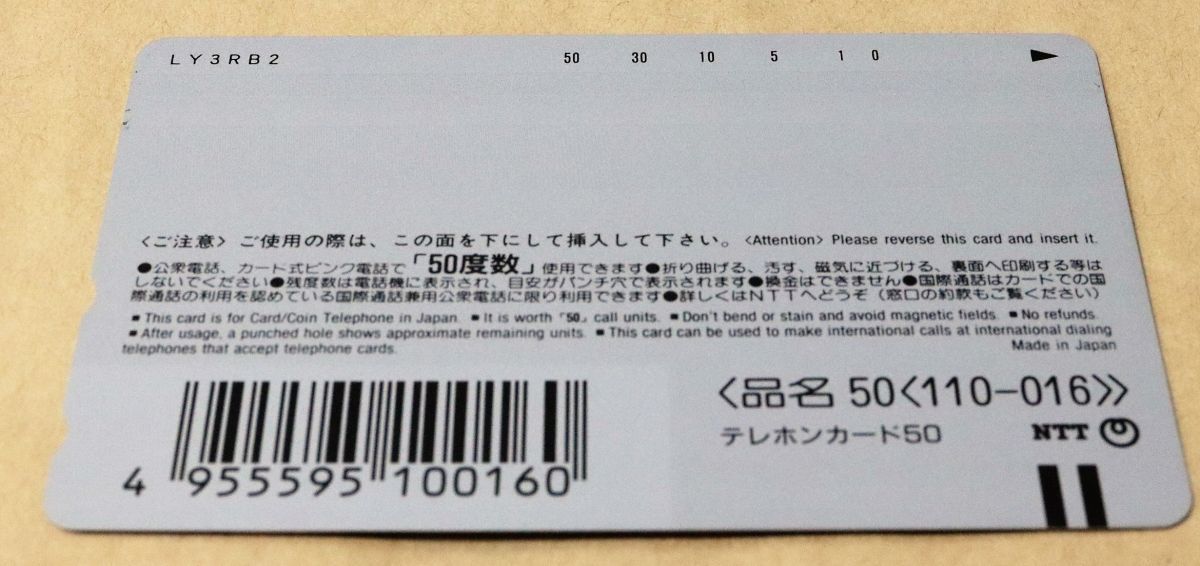 LY3RB2 50 30 10 5 1 0
〈ご注意〉ご使用の際は、この面を下にして挿入して下さい。〈Attention〉Please reverse this card and insert it.
●公衆電話、カード式ピンク電話で「50度数」使用できます●折り曲げる、汚す、磁気に近づける、裏面へ印刷する等は
しないでください●残度数は電話機に表示され、目安がパンチ穴で表示されます●換金はできません●国際通話はカードでの国
際通話の利用を認めている国際通話兼用公衆電話に限り利用できます●詳しくはNTTへどうぞ（窓口の約款もご覧ください）
■This card is for Card/Coin Telephone in Japan. ■It is worth「50」call units. ■Don't bend or stain and avoid magnetic fields. ■No refunds.
■After usage, a punched hole shows approximate remaining units. ■This card can be used to make international calls at international dialing
telephones that accept telephone cards. Made in Japan
〈品名 50〈110-016〉〉
テレホンカード50 NTT
4 955595 100160